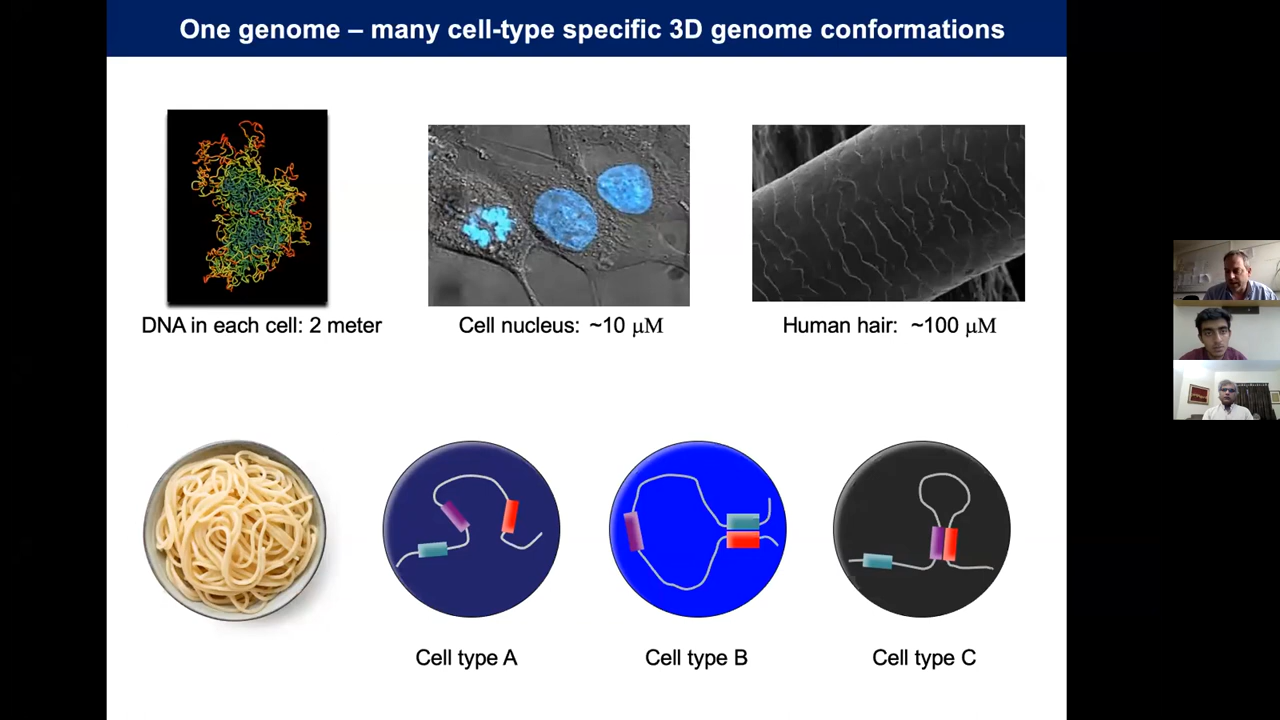 One genome – many cell-type specific 3D genome conformations
DNA in each cell: 2 meter
Cell nucleus: ~10 μM
Human hair: ~100 μM
Cell type A
Cell type B
Cell type C